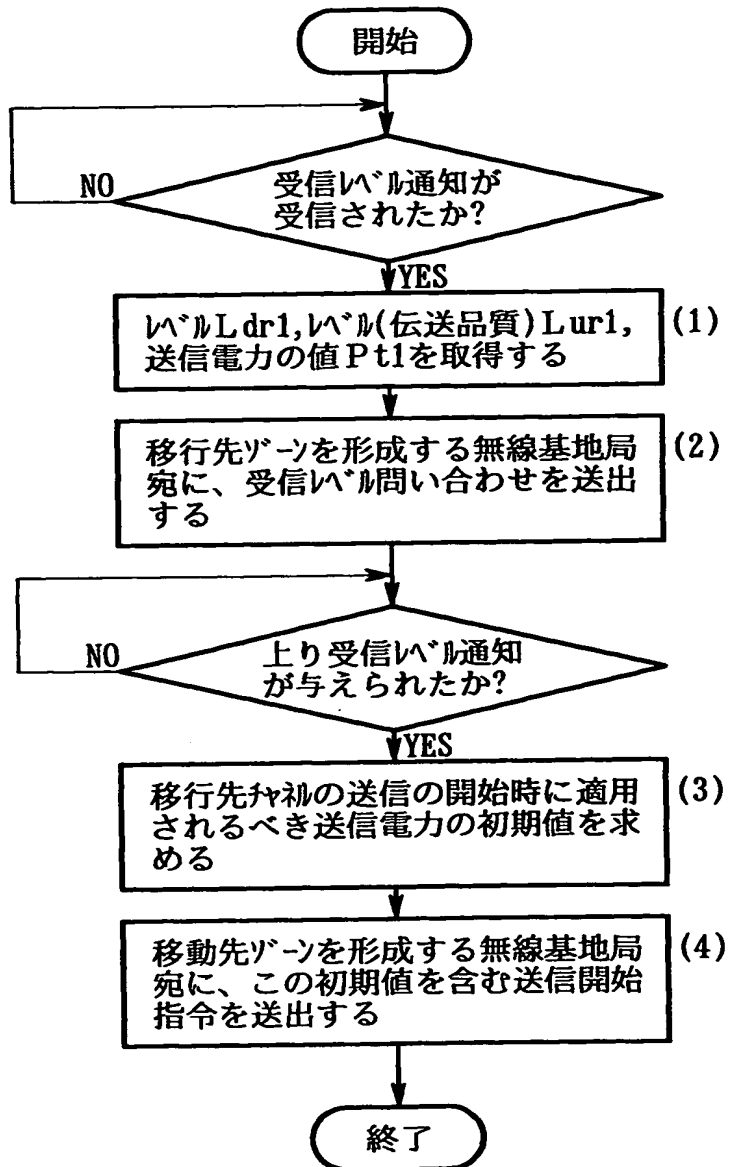 開始
NO
受信レベル通知が
受信されたか?
YES
レベルLdr1,レベル(伝送品質)Lur1,
送信電力の値Pt1を取得する
(1)
移行先ゾーンを形成する無線基地局
宛に、受信レベル問い合わせを送出
する
(2)
NO
上り受信レベル通知
が与えられたか?
YES
移行先チャネルの送信の開始時に適用
されるべき送信電力の初期値を求
める
(3)
移動先ゾーンを形成する無線基地局
宛に、この初期値を含む送信開始
指令を送出する
(4)
終了